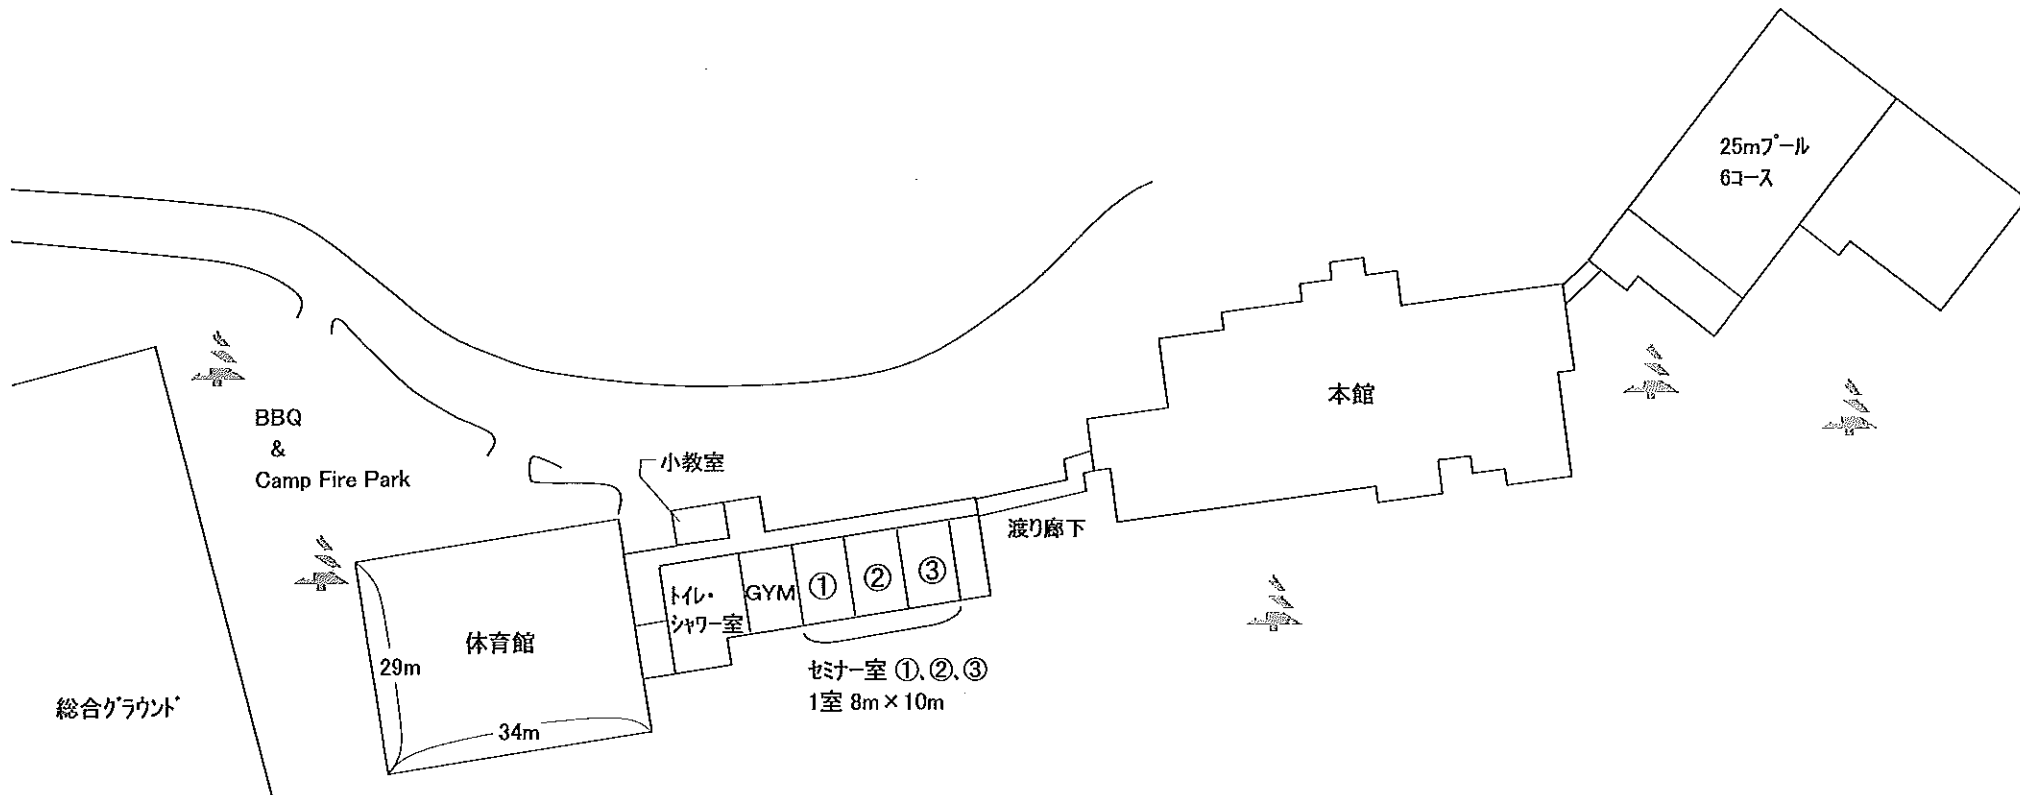 25mプール
6コース
本館
BBQ
&
Camp Fire Park
小教室
渡り廊下
トイレ・
シャワー室
GYM
①
②
③
体育館
29m
34m
セミナー室 ①、②、③
1室 8m×10m
総合グラウンド